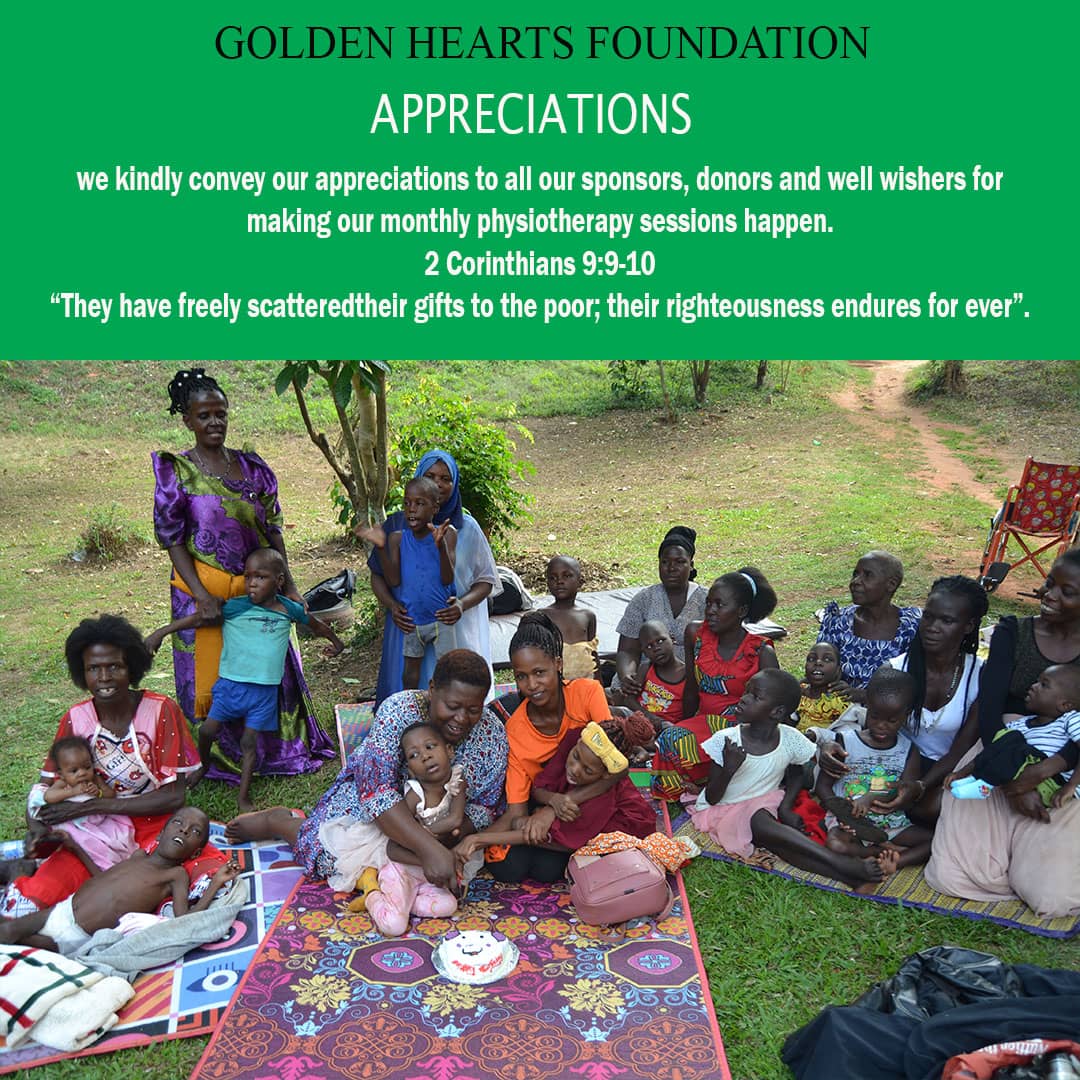 GOLDEN HEARTS FOUNDATION
APPRECIATIONS
we kindly convey our appreciations to all our sponsors, donors and well wishers for
making our monthly physiotherapy sessions happen.
2 Corinthians 9:9-10
“They have freely scatteredtheir gifts to the poor; their righteousness endures for ever”.